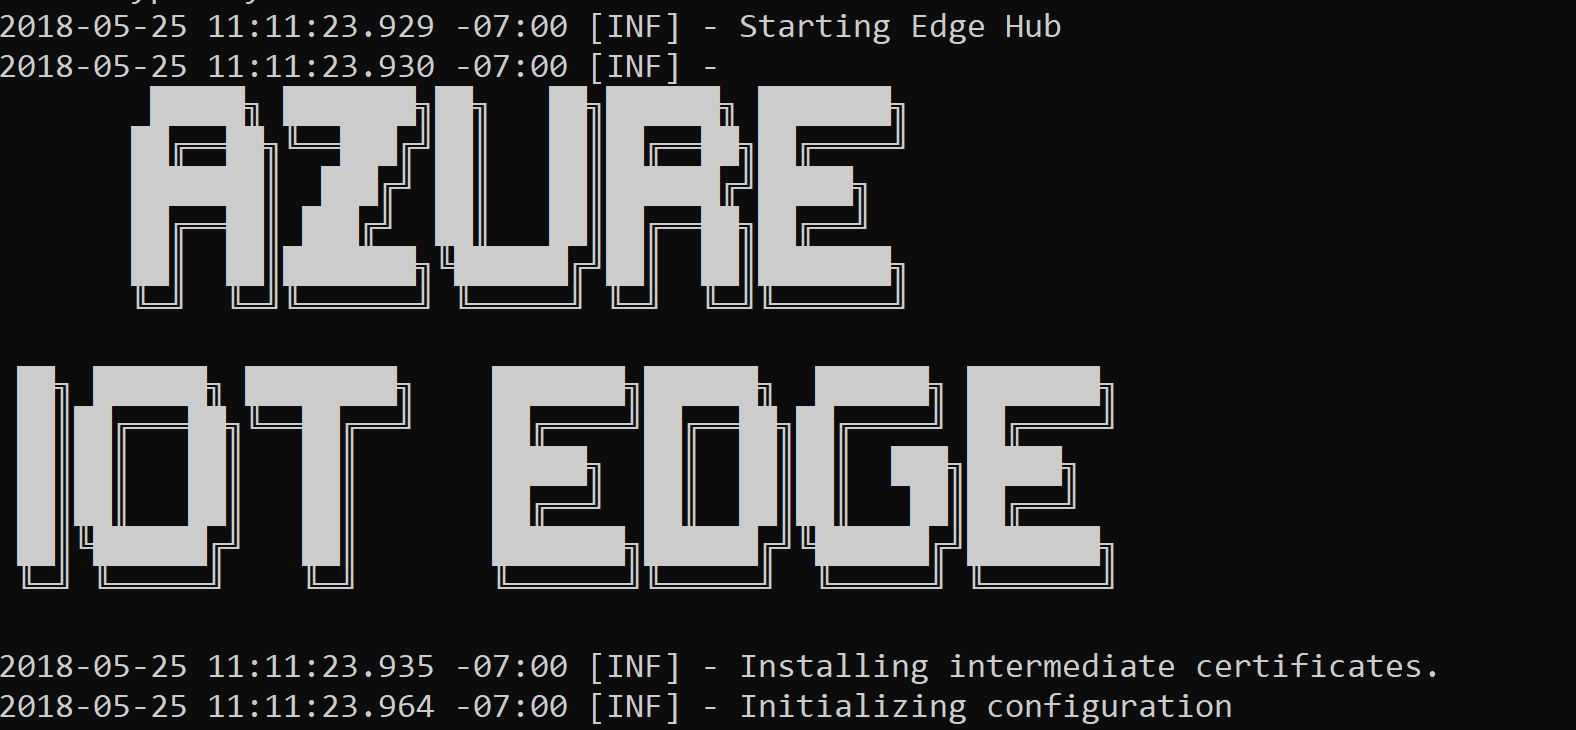 2018-05-25 11:11:23.929 -07:00 [INF] - Starting Edge Hub
2018-05-25 11:11:23.930 -07:00 [INF] -
AZURE
IOT EDGE
2018-05-25 11:11:23.935 -07:00 [INF] - Installing intermediate certificates.
2018-05-25 11:11:23.964 -07:00 [INF] - Initializing configuration